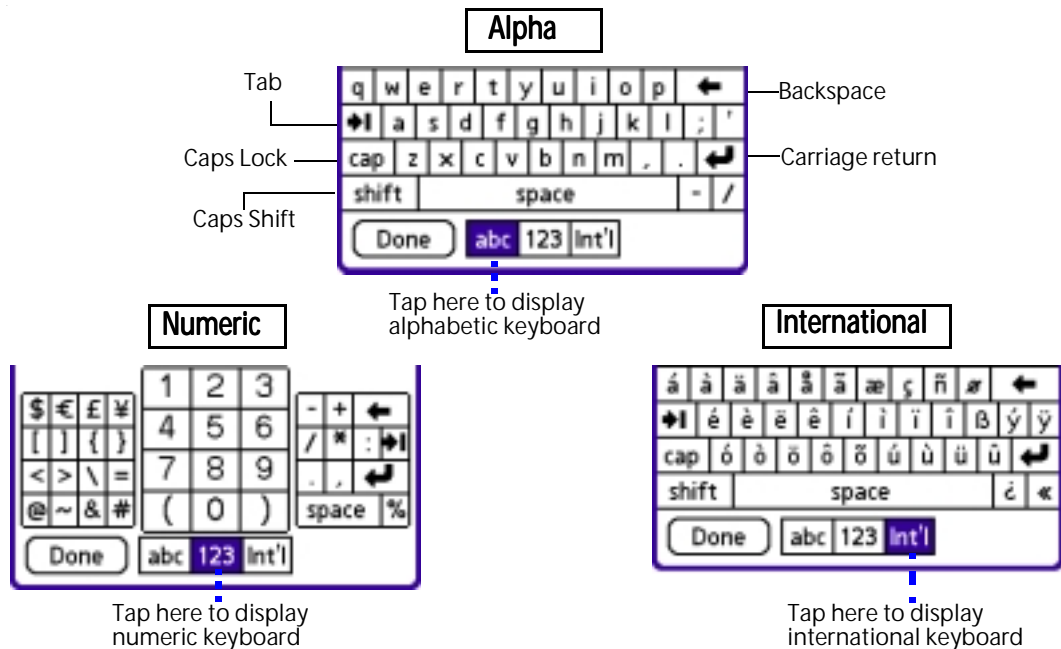 Alpha
Tab
Caps Lock
Caps Shift
q w e r t y u i o p
a s d f g h j k l ; '
cap z x c v b n m , .
shift space - /
Done abc 123 Int'l
Backspace
Carriage return
Tap here to display
alphabetic keyboard
Numeric
$ € £ ¥
[ ] { }
< > \ =
@ ~ & #
1 2 3
4 5 6
7 8 9
( 0 )
- +
/ * :
. ,
space %
Done abc 123 Int'l
Tap here to display
numeric keyboard
International
á à ä â å ã æ ç ñ ø
é è ë ê í ì ï î ß ý ÿ
cap ó ò ö ô õ ú ù ü û
shift space ¿ «
Done abc 123 Int'l
Tap here to display
international keyboard